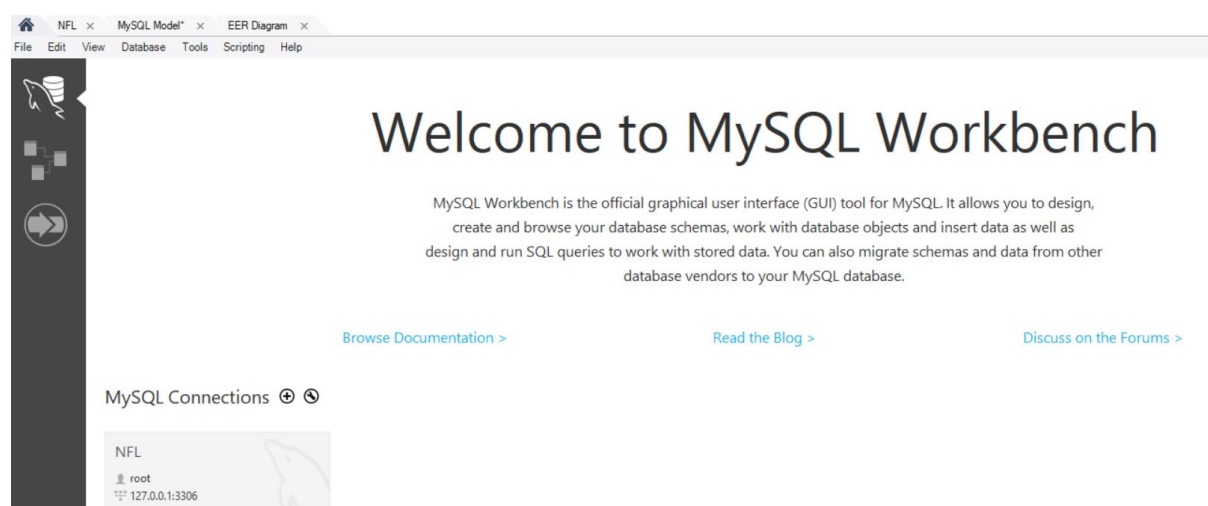 NFL × MySQL Model* × EER Diagram ×
File Edit View Database Tools Scripting Help
Welcome to MySQL Workbench
MySQL Workbench is the official graphical user interface (GUI) tool for MySQL. It allows you to design,
create and browse your database schemas, work with database objects and insert data as well as
design and run SQL queries to work with stored data. You can also migrate schemas and data from other
database vendors to your MySQL database.
Browse Documentation > Read the Blog > Discuss on the Forums >
MySQL Connections
NFL
root
127.0.0.1:3306